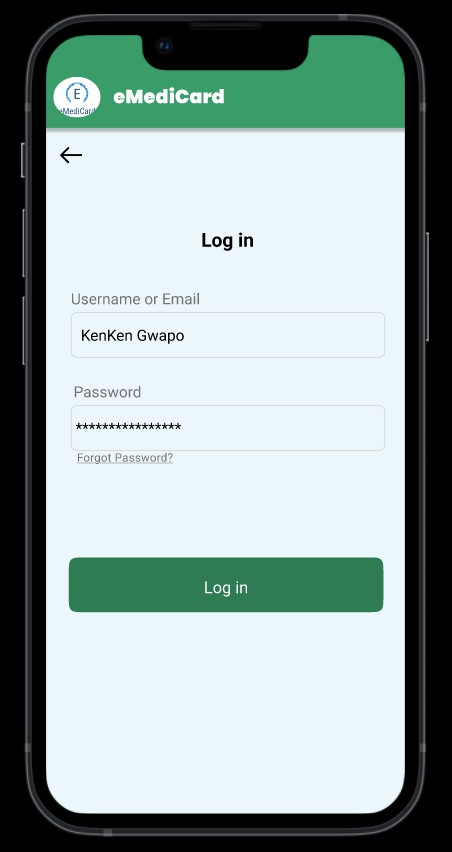 E
eMediCard
eMediCard
Log in
Username or Email
KenKen Gwapo
Password
****************
Forgot Password?
Log in